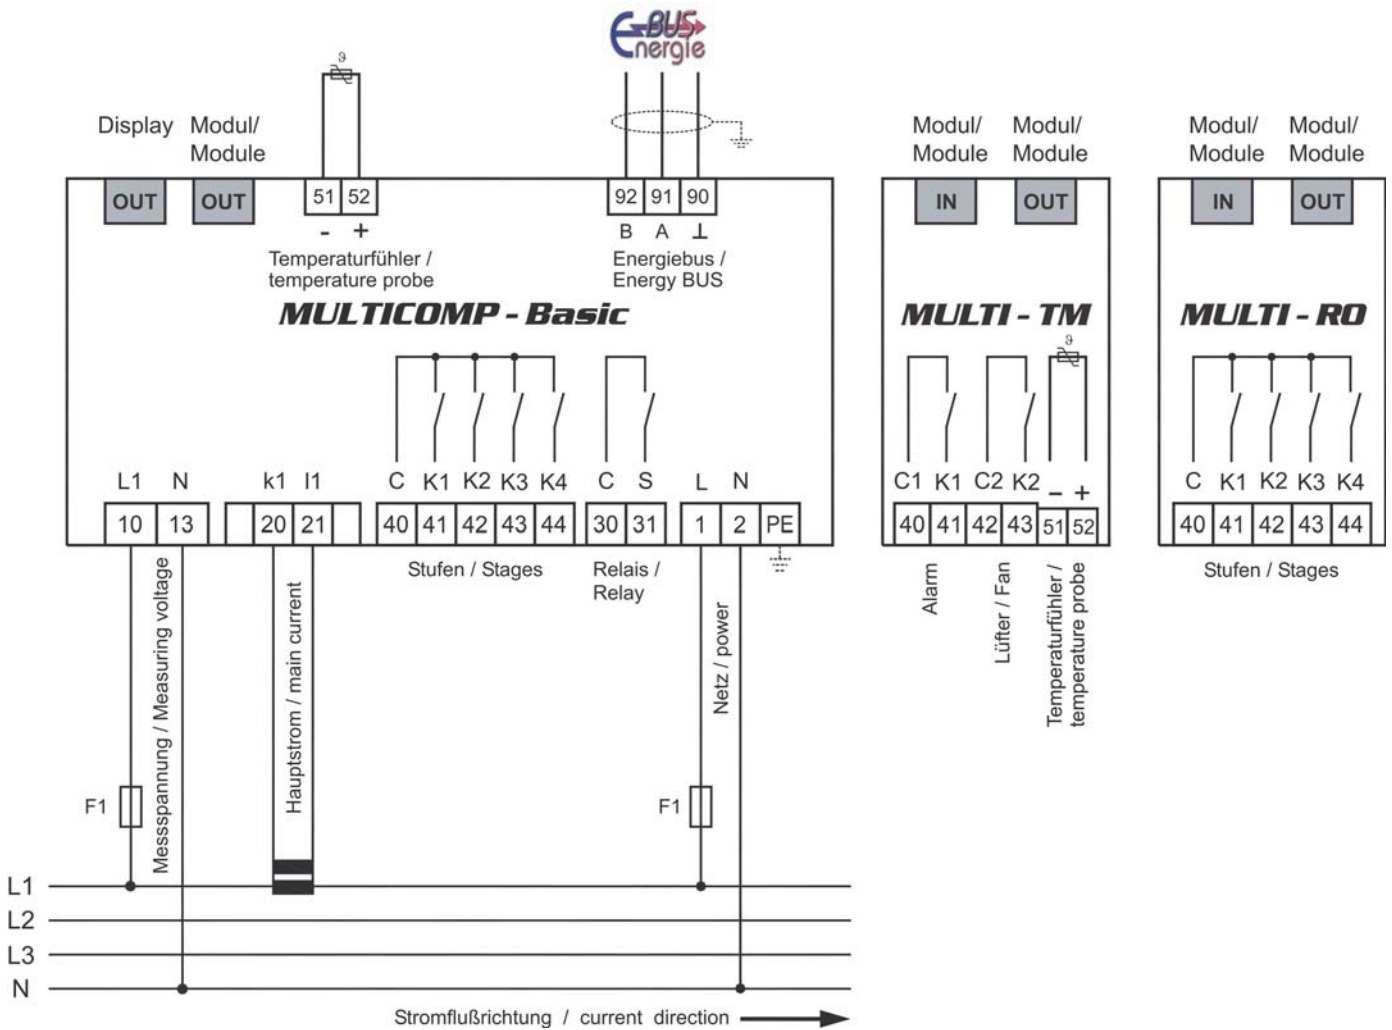 E-BUS
Energie
ϑ
Display
Modul/
Module
OUT
OUT
51
52
-
+
Temperaturfühler /
temperature probe
92
91
90
B
A
⊥
Energiebus /
Energy BUS
MULTICOMP - Basic
L1
N
k1
l1
C
K1
K2
K3
K4
C
S
L
N
10
13
20
21
40
41
42
43
44
30
31
1
2
PE
Stufen / Stages
Relais /
Relay
Messspannung / Measuring voltage
Hauptstrom / main current
Netz / power
F1
F1
L1
L2
L3
N
Stromflußrichtung / current direction
Modul/
Module
Modul/
Module
IN
OUT
MULTI - TM
ϑ
C1
K1
C2
K2
-
+
40
41
42
43
51
52
Alarm
Lüfter / Fan
Temperaturfühler /
temperature probe
Modul/
Module
Modul/
Module
IN
OUT
MULTI - RO
C
K1
K2
K3
K4
40
41
42
43
44
Stufen / Stages